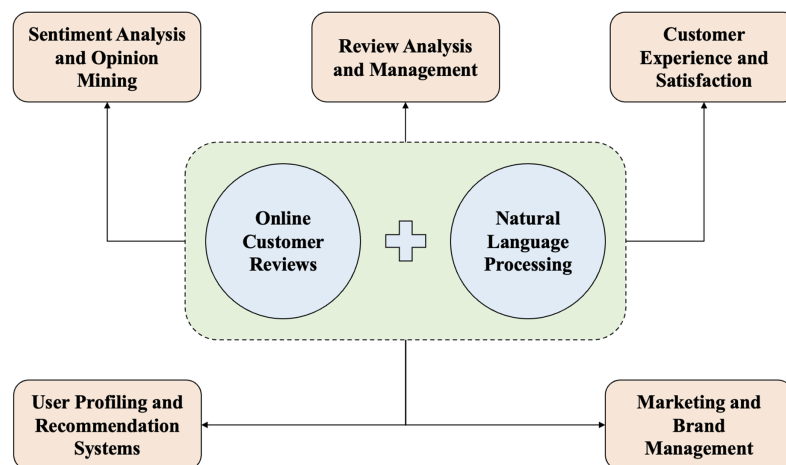 Sentiment Analysis
and Opinion
Mining
Review Analysis
and Management
Customer
Experience and
Satisfaction
Online
Customer
Reviews
Natural
Language
Processing
User Profiling and
Recommendation
Systems
Marketing and
Brand
Management